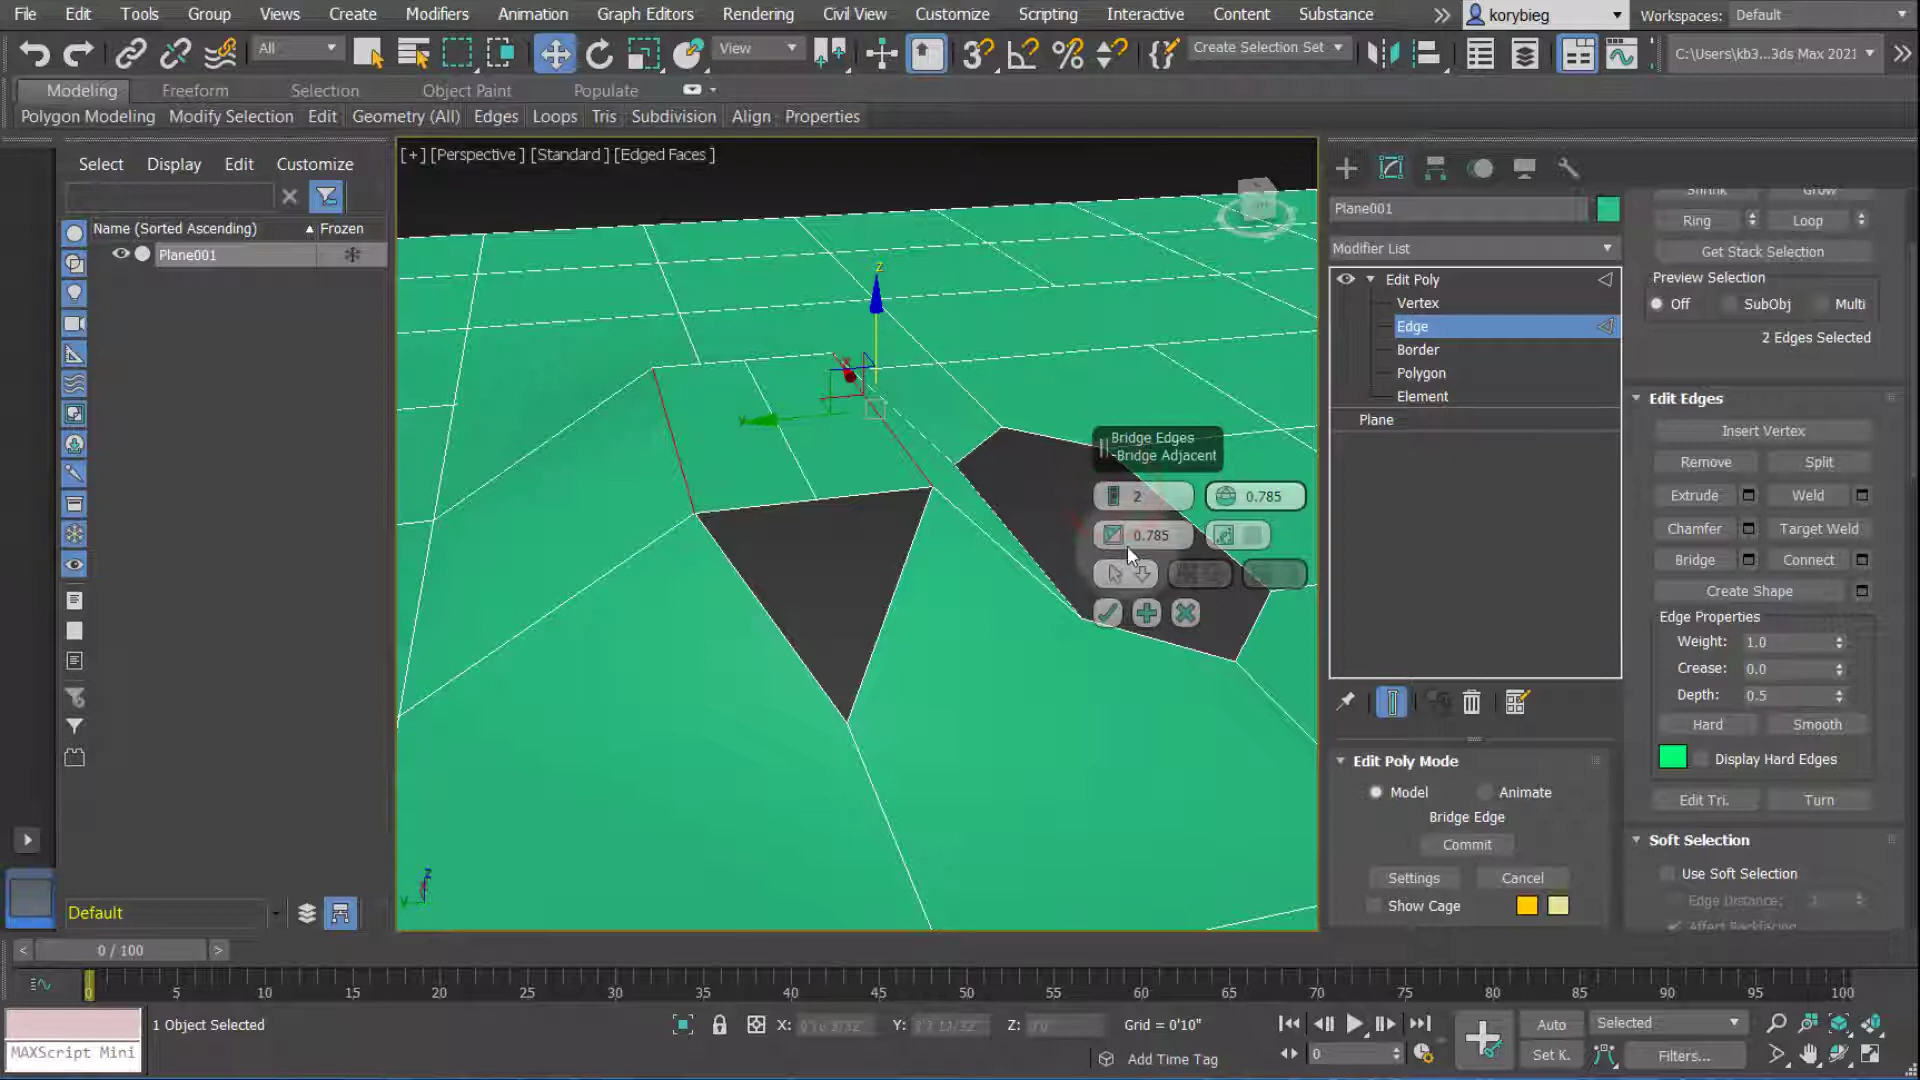 File Edit Tools Group Views Create Modifiers Animation Graph Editors Rendering Civil View Customize Scripting Interactive Content Substance korybieg Workspaces: Default
All View Create Selection Set C:\Users\kb3...3ds Max 2021
Modeling Freeform Selection Object Paint Populate
Polygon Modeling Modify Selection Edit Geometry (All) Edges Loops Tris Subdivision Align Properties
Select Display Edit Customize
Name (Sorted Ascending) Frozen
Plane001
Default
[+] [Perspective ] [Standard ] [Edged Faces ]
z
y
Bridge Edges
-Bridge Adjacent
2 0.785
0.785
z
Y
Plane001
Modifier List
Edit Poly
Vertex
Edge
Border
Polygon
Element
Plane
Edit Poly Mode
Model Animate
Bridge Edge
Commit
Settings Cancel
Show Cage
Shrink Grow
Ring Loop
Get Stack Selection
Preview Selection
Off SubObj Multi
2 Edges Selected
Edit Edges
Insert Vertex
Remove Split
Extrude Weld
Chamfer Target Weld
Bridge Connect
Create Shape
Edge Properties
Weight: 1.0
Crease: 0.0
Depth: 0.5
Hard Smooth
Display Hard Edges
Edit Tri. Turn
Soft Selection
Use Soft Selection
Edge Distance: 1
Affect Backfacing
< 0 / 100 >
0 5 10 15 20 25 30 35 40 45 50 55 60 65 70 75 80 85 90 95 100
1 Object Selected X: Y: Z: Grid = 0'10" Auto Selected
MAXScript Mini Add Time Tag 0 Set K. Filters...